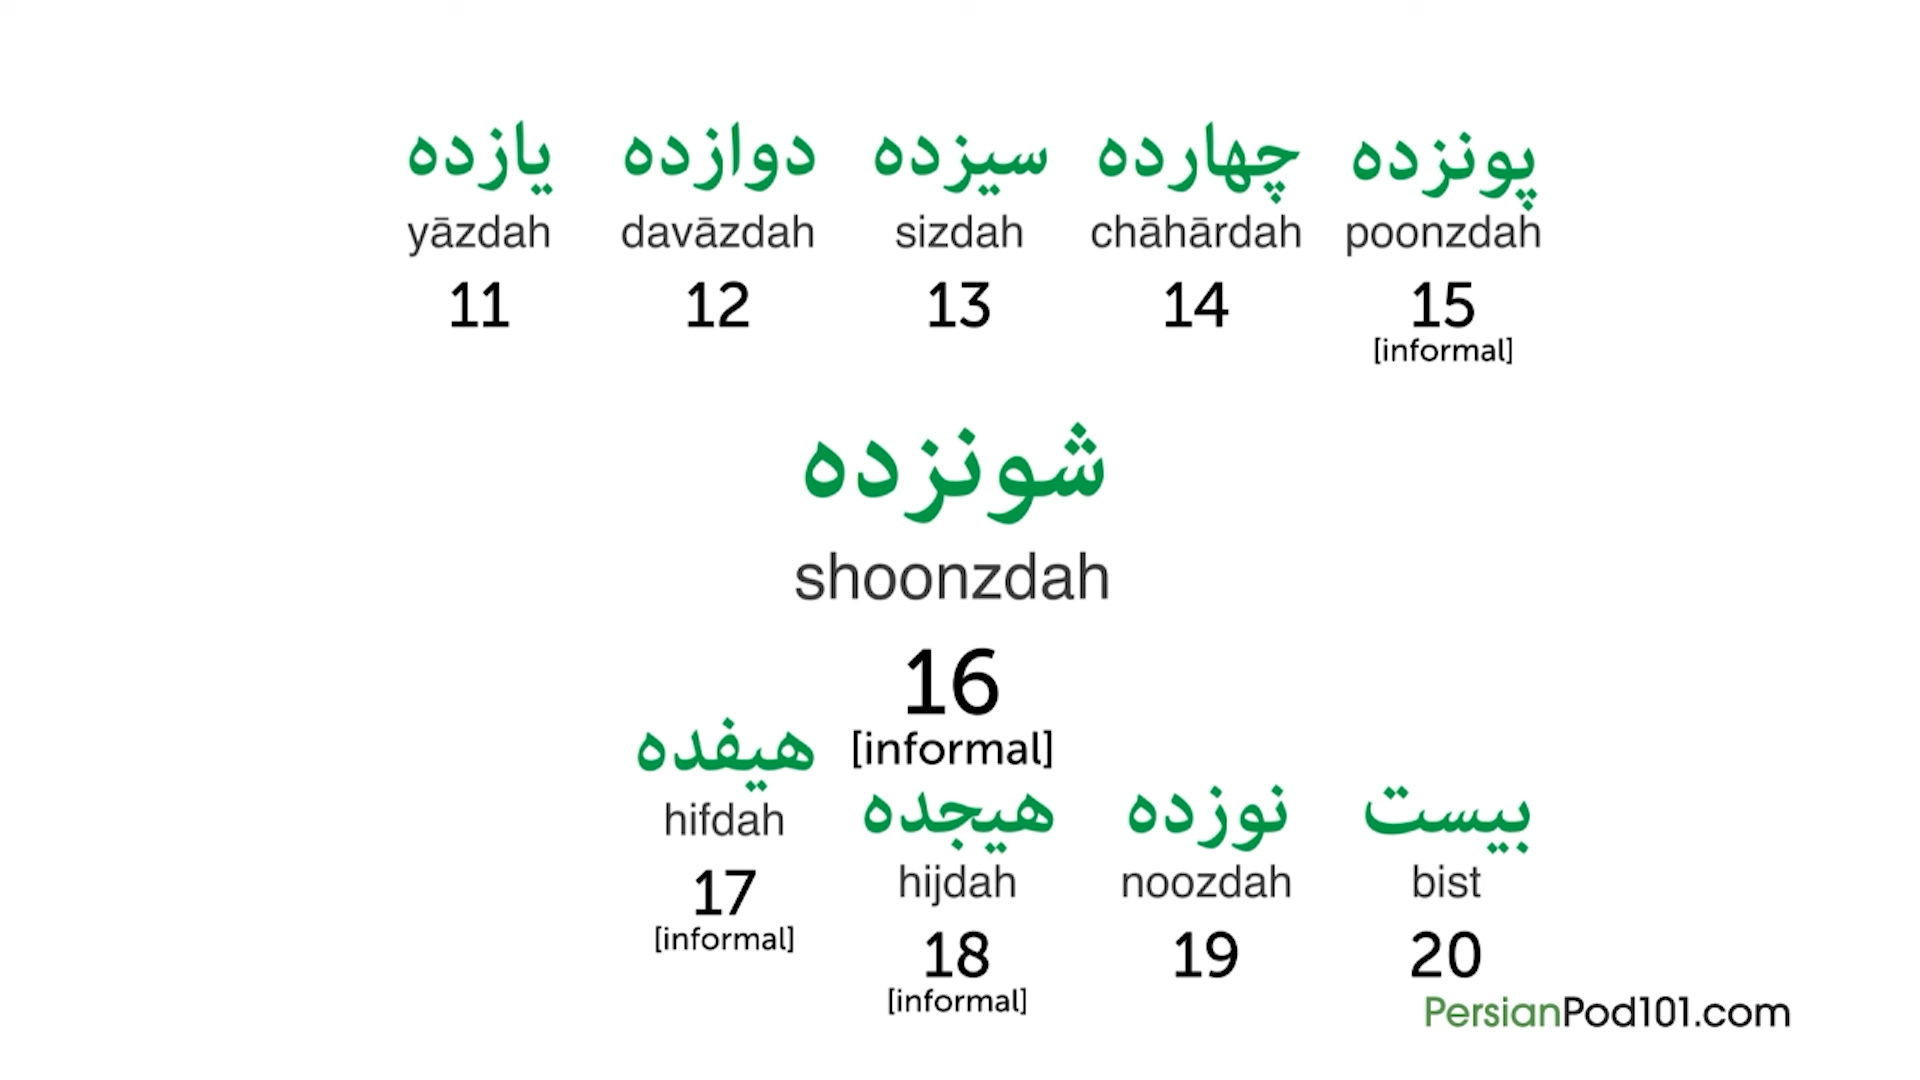 یازده
yāzdah
11
دوازده
davāzdah
12
سیزده
sizdah
13
چهارده
chāhārdah
14
پونزده
poonzdah
15
[informal]
شونزده
shoonzdah
16
[informal]
هیفده
hifdah
17
[informal]
هیجده
hijdah
18
[informal]
نوزده
noozdah
19
بیست
bist
20
PersianPod101.com